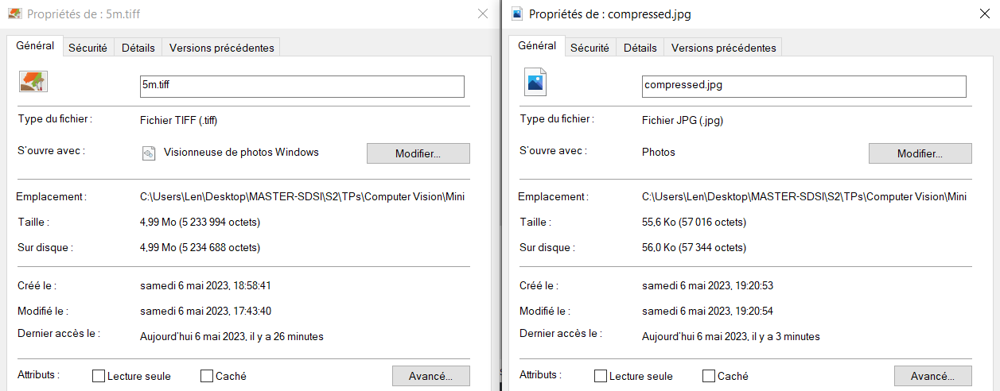 Propriétés de : 5m.tiff
Général Sécurité Détails Versions précédentes
5m.tiff
Type du fichier : Fichier TIFF (.tiff)
S'ouvre avec : Visionneuse de photos Windows Modifier...
Emplacement : C:\Users\Len\Desktop\MASTER-SDSI\S2\TPs\Computer Vision\Mini
Taille : 4,99 Mo (5 233 994 octets)
Sur disque : 4,99 Mo (5 234 688 octets)
Créé le : samedi 6 mai 2023, 18:58:41
Modifié le : samedi 6 mai 2023, 17:43:40
Dernier accès le : Aujourd'hui 6 mai 2023, il y a 26 minutes
Attributs : Lecture seule Caché Avancé...
Propriétés de : compressed.jpg
Général Sécurité Détails Versions précédentes
compressed.jpg
Type du fichier : Fichier JPG (.jpg)
S'ouvre avec : Photos Modifier...
Emplacement : C:\Users\Len\Desktop\MASTER-SDSI\S2\TPs\Computer Vision\Mini
Taille : 55,6 Ko (57 016 octets)
Sur disque : 56,0 Ko (57 344 octets)
Créé le : samedi 6 mai 2023, 19:20:53
Modifié le : samedi 6 mai 2023, 19:20:54
Dernier accès le : Aujourd'hui 6 mai 2023, il y a 3 minutes
Attributs : Lecture seule Caché Avancé...